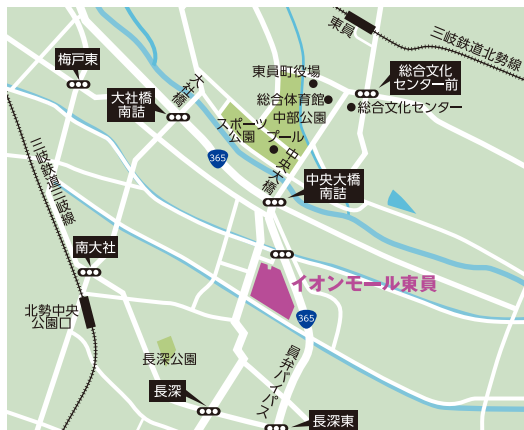 東員
三岐鉄道北勢線
梅戸東
大社橋
東員町役場
総合文化
センター前
大社橋
南詰
総合体育館
総合文化センター
中部公園
スポーツ
公園
プール
中央大橋
365
中央大橋
南詰
三岐鉄道三岐線
南大社
イオンモール東員
北勢中央
公園口
365
長深公園
員弁バイパス
長深
長深東